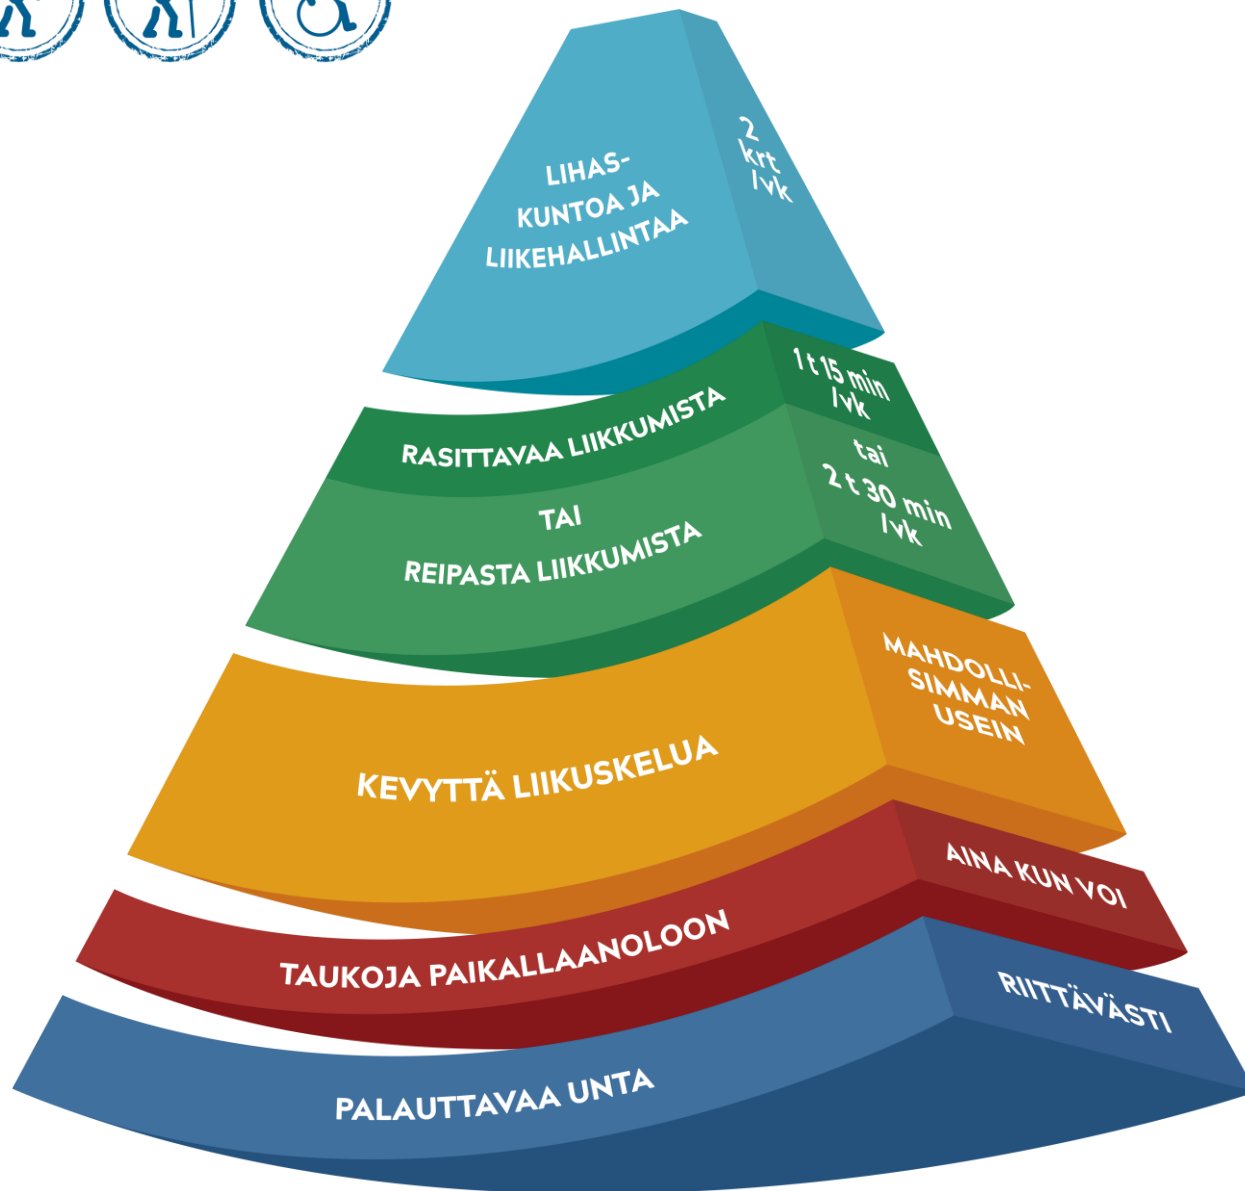 LIHAS-
KUNTOA JA
LIIKEHALLINTAA
2
krt
/vk
RASITTAVAA LIIKKUMISTA
1 t 15 min
/vk
TAI
tai
REIPASTA LIIKKUMISTA
2 t 30 min
/vk
KEVYTTÄ LIIKUSKELUA
MAHDOLLI-
SIMMAN
USEIN
TAUKOJA PAIKALLAANOLOON
AINA KUN VOI
PALAUTTAVAA UNTA
RIITTÄVÄSTI